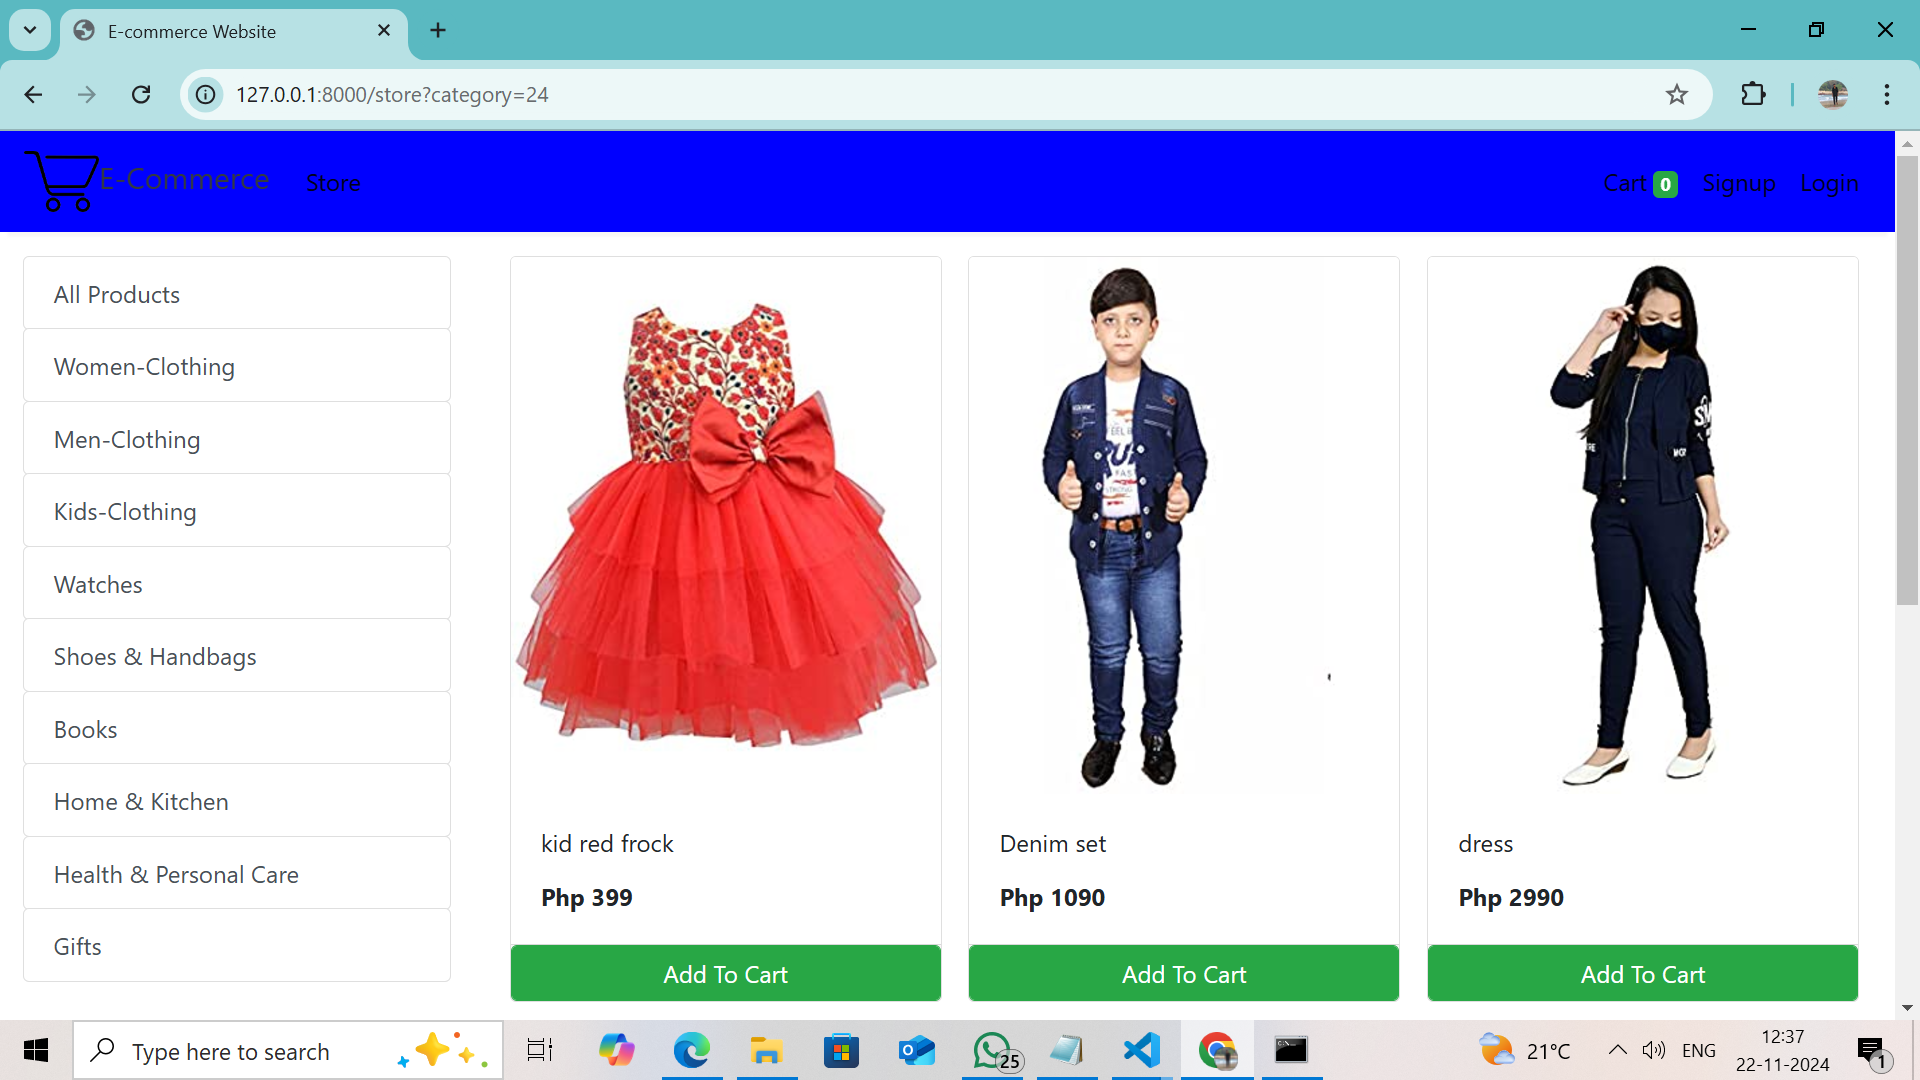 E-commerce Website
127.0.0.1:8000/store?category=24
E-Commerce
Store
Cart 0
Signup
Login
All Products
Women-Clothing
Men-Clothing
Kids-Clothing
Watches
Shoes & Handbags
Books
Home & Kitchen
Health & Personal Care
Gifts
kid red frock
Php 399
Add To Cart
Denim set
Php 1090
Add To Cart
dress
Php 2990
Add To Cart
Type here to search
25
21°C
ENG
12:37
22-11-2024
1